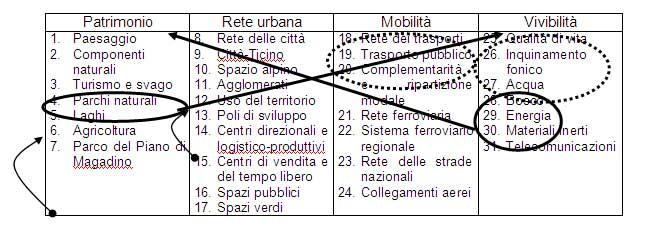 Patrimonio
1. Paesaggio
2. Componenti
naturali
3. Turismo e svago
4. Parchi naturali
5. Laghi
6. Agricoltura
7. Parco del Piano di
Magadino
Rete urbana
8. Rete delle città
9. Città-Ticino
10. Spazio alpino
11. Agglomerati
12. Uso del territorio
13. Poli di sviluppo
14. Centri direzionali e
logistico-produttivi
15. Centri di vendita e
del tempo libero
16. Spazi pubblici
17. Spazi verdi
Mobilità
18. Rete dei trasporti
19. Trasporto pubblico
20. Complementarità
e ripartizione
modale
21. Rete ferroviaria
22. Sistema ferroviario
regionale
23. Rete delle strade
nazionali
24. Collegamenti aerei
Vivibilità
25. Qualità di vita
26. Inquinamento
fonico
27. Acqua
28. Bosco
29. Energia
30. Materiali inerti
31. Telecomunicazioni